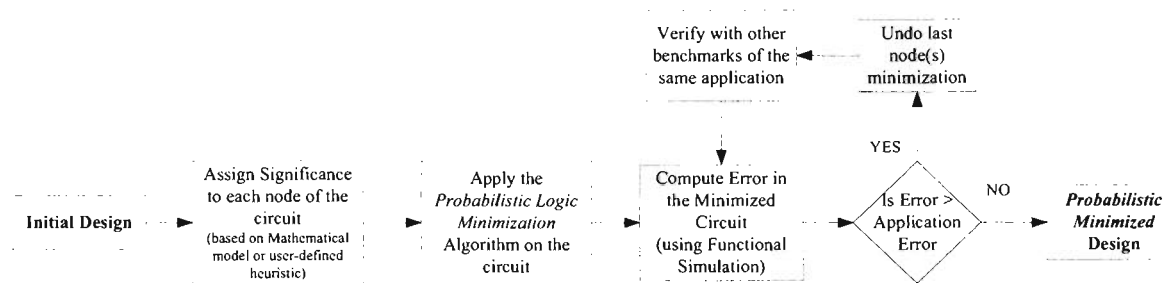 Initial Design
Assign Significance
to each node of the
circuit
(based on Mathematical
model or user-defined
heuristic)
Apply the
Probabilistic Logic
Minimization
Algorithm on the
circuit
Verify with other
benchmarks of the
same application
Compute Error in
the Minimized
Circuit
(using Functional
Simulation)
Undo last
node(s)
minimization
YES
Is Error >
Application
Error
NO
Probabilistic
Minimized
Design